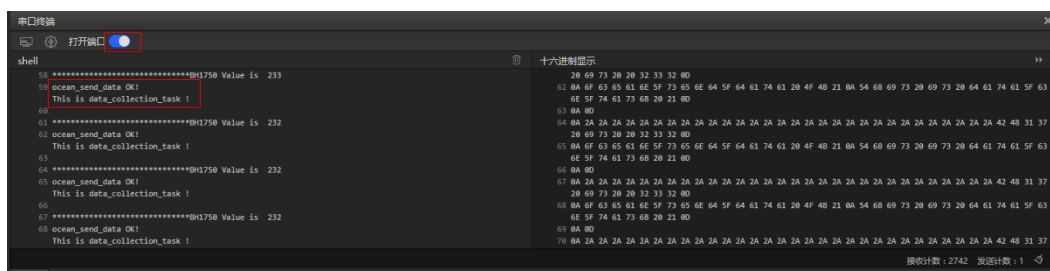 串口终端
打开端口
shell
58 ******************************BH1750 Value is  233
59 ocean_send_data OK!
This is data_collection_task !
60
61 ******************************BH1750 Value is  232
62 ocean_send_data OK!
This is data_collection_task !
63
64 ******************************BH1750 Value is  232
65 ocean_send_data OK!
This is data_collection_task !
66
67 ******************************BH1750 Value is  232
68 ocean_send_data OK!
This is data_collection_task !
十六进制显示
20 69 73 20 20 32 33 32 0D
62 0A 6F 63 65 61 6E 5F 73 65 6E 64 5F 64 61 74 61 20 4F 4B 21 0A 54 68 69 73 20 69 73 20 64 61 74 61 5F 63
6E 5F 74 61 73 6B 20 21 0D
63 0A 0D
64 0A 2A 2A 2A 2A 2A 2A 2A 2A 2A 2A 2A 2A 2A 2A 2A 2A 2A 2A 2A 2A 2A 2A 2A 2A 2A 2A 2A 2A 2A 2A 42 48 31 37
20 69 73 20 20 32 33 32 0D
65 0A 6F 63 65 61 6E 5F 73 65 6E 64 5F 64 61 74 61 20 4F 4B 21 0A 54 68 69 73 20 69 73 20 64 61 74 61 5F 63
6E 5F 74 61 73 6B 20 21 0D
66 0A 0D
67 0A 2A 2A 2A 2A 2A 2A 2A 2A 2A 2A 2A 2A 2A 2A 2A 2A 2A 2A 2A 2A 2A 2A 2A 2A 2A 2A 2A 2A 2A 2A 42 48 31 37
20 69 73 20 20 32 33 32 0D
68 0A 6F 63 65 61 6E 5F 73 65 6E 64 5F 64 61 74 61 20 4F 4B 21 0A 54 68 69 73 20 69 73 20 64 61 74 61 5F 63
6E 5F 74 61 73 6B 20 21 0D
69 0A 0D
70 0A 2A 2A 2A 2A 2A 2A 2A 2A 2A 2A 2A 2A 2A 2A 2A 2A 2A 2A 2A 2A 2A 2A 2A 2A 2A 2A 2A 2A 2A 2A 42 48 31 37
接收计数：2742 发送计数：1